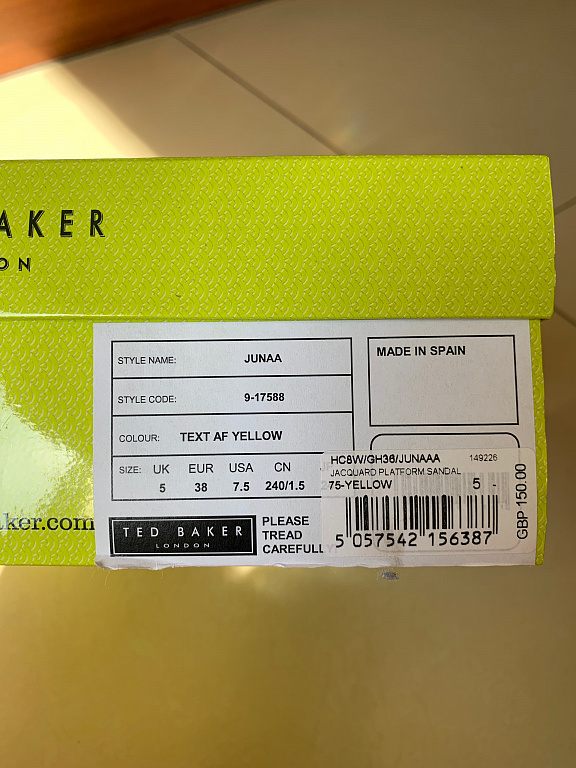 AKER
ON
STYLE NAME: JUNAA
MADE IN SPAIN
STYLE CODE: 9-17588
COLOUR: TEXT AF YELLOW
SIZE: UK EUR USA CN
5 38 7.5 240/1.5
HC8W/GH36/JUNAAA 149226
JACQUARD PLATFORM SANDAL
75-YELLOW 5 -
GBP 150.00
5 057542 156387
aker.com
TED BAKER
LONDON
PLEASE
TREAD
CAREFULLY